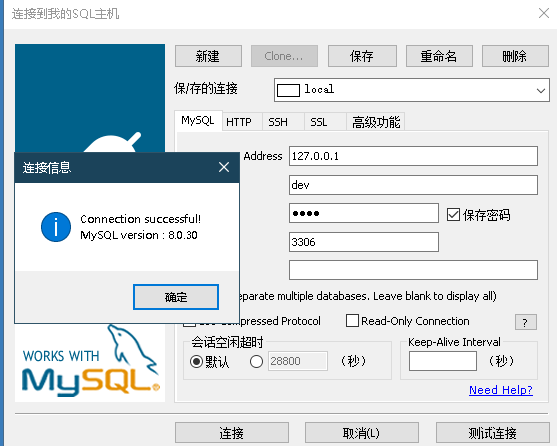 连接到我的SQL主机
新建
Clone...
保存
重命名
删除
保/存的连接
local
MySQL
HTTP
SSH
SSL
高级功能
Address
127.0.0.1
dev
••••
保存密码
3306
连接信息
Connection successful!
MySQL version : 8.0.30
确定
eparate multiple databases. Leave blank to display all)
Compressed Protocol
Read-Only Connection
?
会话空闲超时
默认
28800
(秒)
Keep-Alive Interval
(秒)
Need Help?
WORKS WITH
MySQL®
连接
取消(L)
测试连接